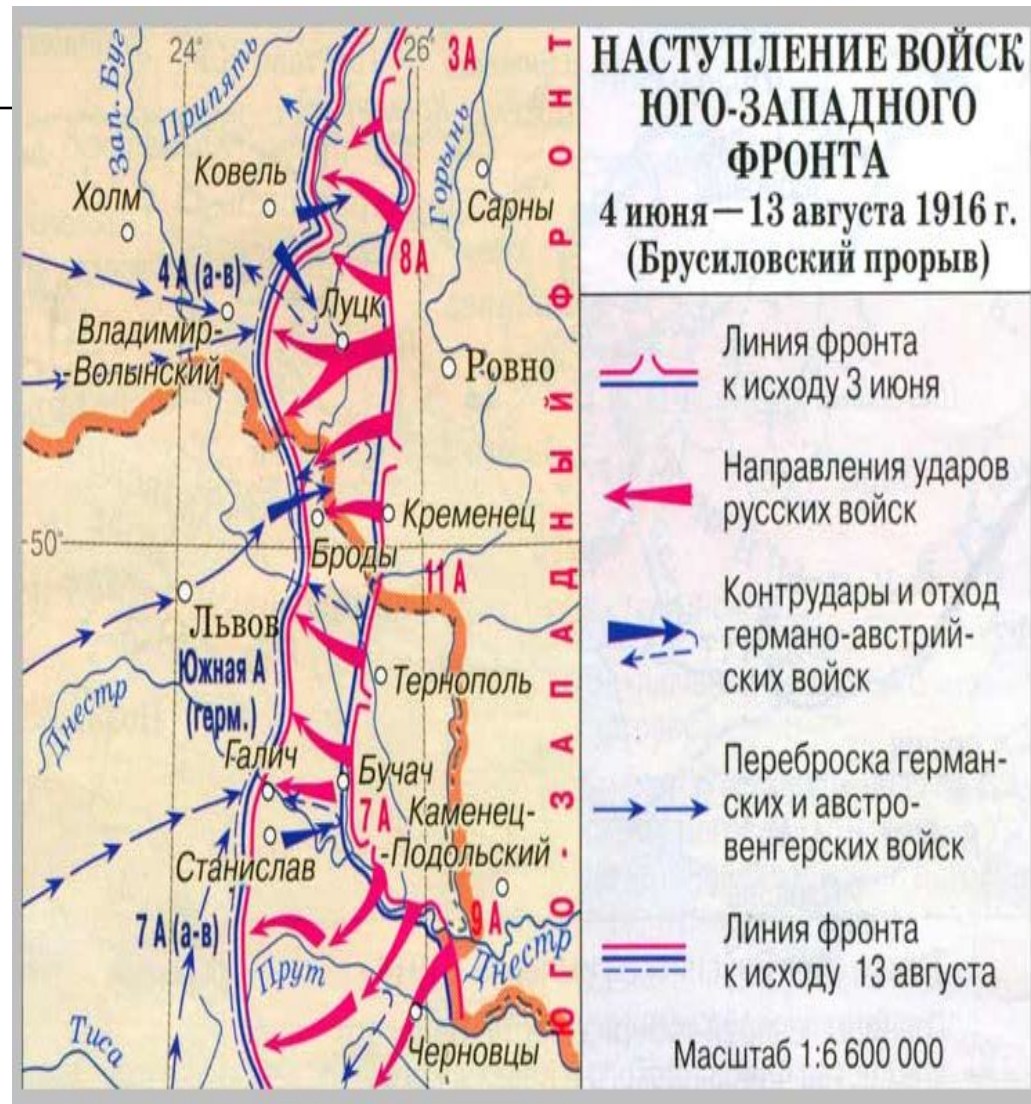 24°
26°
3А
Зап. Буг
Припять
Горынь
Ковель
Холм
Сарны
8А
4 А (а-в)
Луцк
Владимир-
-Волынский
Ровно
50°
Кременец
Броды
11 А
Львов
Южная А
(герм.)
Тернополь
Днестр
Галич
Бучач
7А
Каменец-
-Подольский
Станислав
7 А (а-в)
9А
Днестр
Прут
Тиса
Черновцы
ЮГО-ЗАПАДНЫЙ ФРОНТ
НАСТУПЛЕНИЕ ВОЙСК
ЮГО-ЗАПАДНОГО
ФРОНТА
4 июня — 13 августа 1916 г.
(Брусиловский прорыв)
Линия фронта
к исходу 3 июня
Направления ударов
русских войск
Контрудары и отход
германо-австрий-
ских войск
Переброска герман-
ских и австро-
венгерских войск
Линия фронта
к исходу 13 августа
Масштаб 1:6 600 000